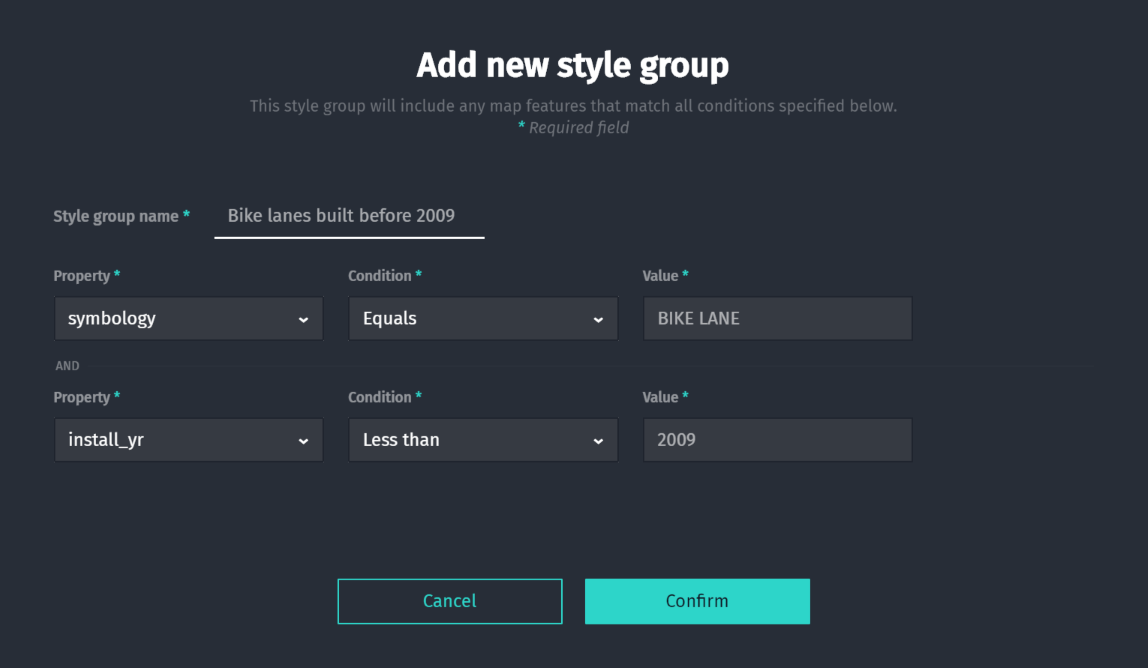 Add new style group
This style group will include any map features that match all conditions specified below.
* Required field
Style group name * Bike lanes built before 2009
Property * Condition * Value *
symbology Equals BIKE LANE
AND
Property * Condition * Value *
install_yr Less than 2009
Cancel Confirm